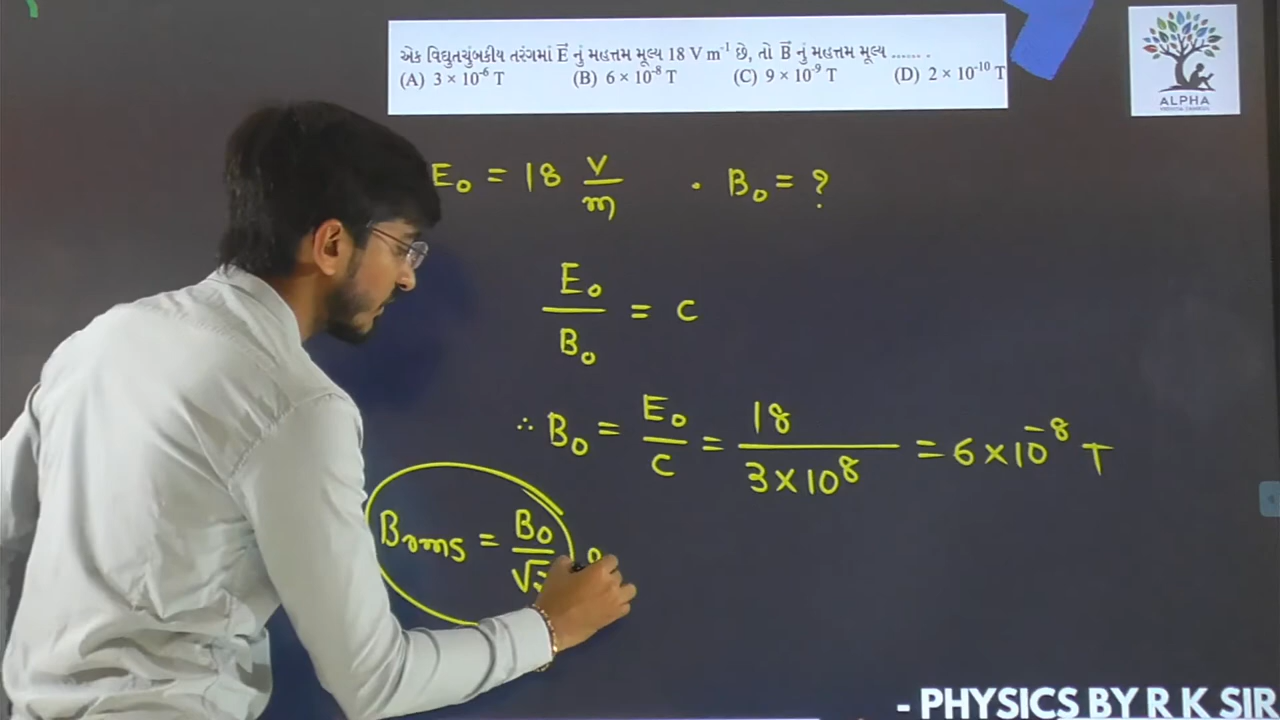 એક વિદ્યુતચુંબકીય તરંગમાં E⃗ નું મહત્તમ મૂલ્ય 18 V m⁻¹ છે, તો B⃗ નું મહત્તમ મૂલ્ય ...... .
(A) 3 × 10⁻⁶ T (B) 6 × 10⁻⁸ T (C) 9 × 10⁻⁹ T (D) 2 × 10⁻¹⁰ T
ALPHA
E₀ = 18 V/m . B₀ = ?
E₀/B₀ = c
∴ B₀ = E₀/c = 18/3×10⁸ = 6×10⁻⁸ T
Brms = B₀/√
- PHYSICS BY R K SIR